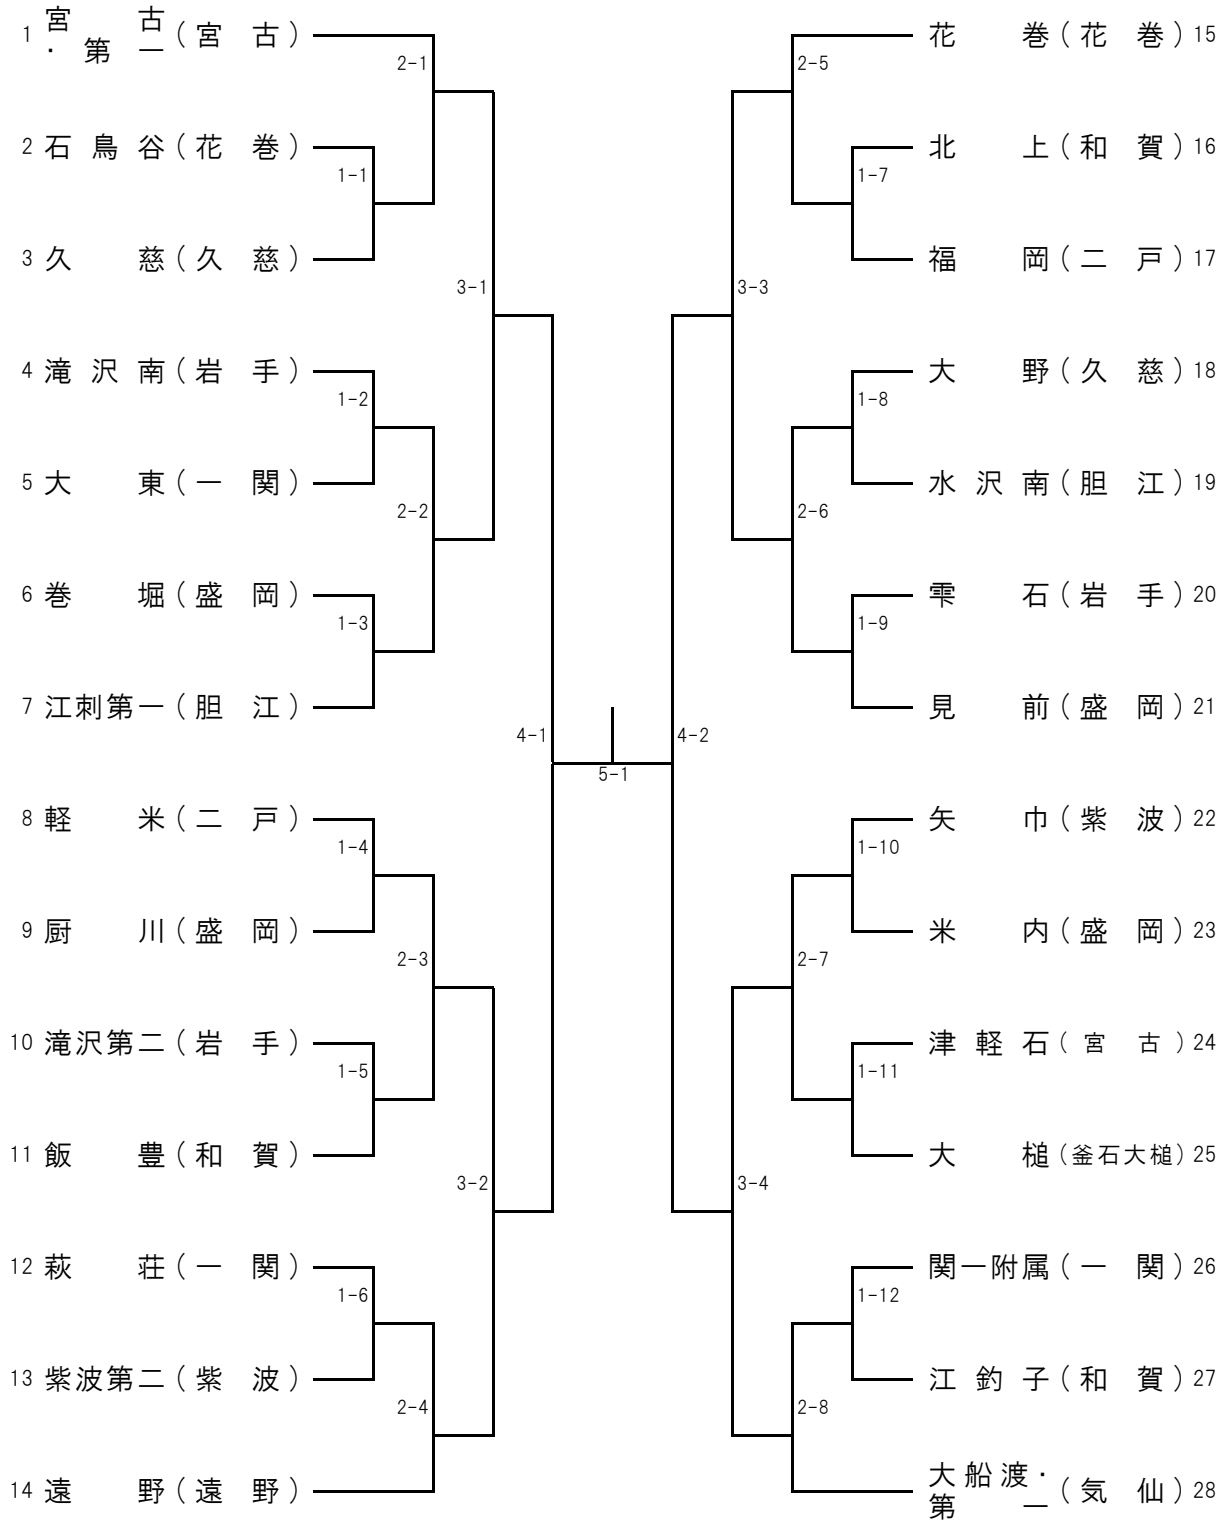 1 宮古・第一(宮古)
2-1
2 石鳥谷(花巻)
1-1
3 久慈(久慈)
3-1
4 滝沢南(岩手)
1-2
5 大東(一関)
2-2
6 巻堀(盛岡)
1-3
7 江刺第一(胆江)
4-1
8 軽米(二戸)
1-4
9 厨川(盛岡)
2-3
10 滝沢第二(岩手)
1-5
11 飯豊(和賀)
3-2
12 萩荘(一関)
1-6
13 紫波第二(紫波)
2-4
14 遠野(遠野)
5-1
花巻(花巻) 15
2-5
北上(和賀) 16
1-7
福岡(二戸) 17
3-3
大野(久慈) 18
1-8
水沢南(胆江) 19
2-6
雫石(岩手) 20
1-9
見前(盛岡) 21
4-2
矢巾(紫波) 22
1-10
米内(盛岡) 23
2-7
津軽石(宮古) 24
1-11
大槌(釜石大槌) 25
3-4
関一附属(一関) 26
1-12
江釣子(和賀) 27
2-8
大船渡・第一(気仙) 28